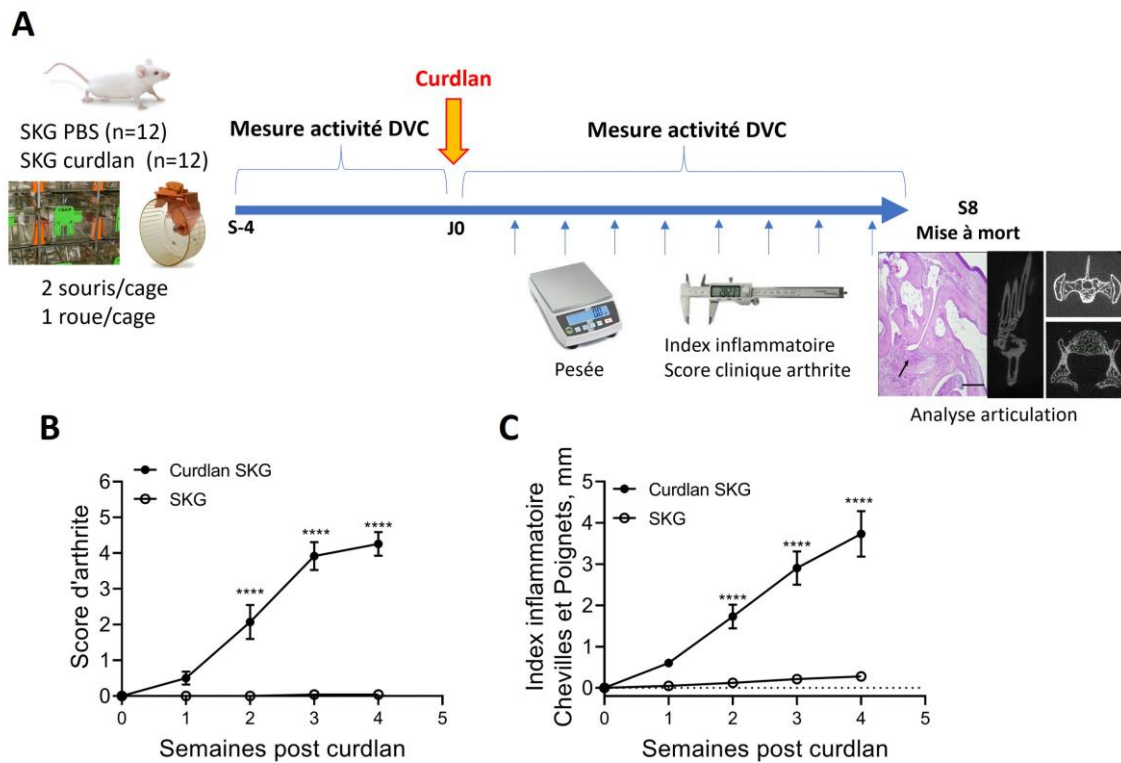 A
Curdlan
SKG PBS (n=12)
SKG curdlan (n=12)
Mesure activité DVC
Mesure activité DVC
S-4
J0
S8
Mise à mort
2 souris/cage
1 roue/cage
Pesée
Index inflammatoire
Score clinique arthrite
Analyse articulation
B
Curdlan SKG
SKG
Score d'arthrite
6
5
4
3
2
1
0
****
****
****
0 1 2 3 4 5
Semaines post curdlan
C
Curdlan SKG
SKG
Index inflammatoire
Chevilles et Poignets, mm
5
4
3
2
1
0
****
****
****
0 1 2 3 4 5
Semaines post curdlan